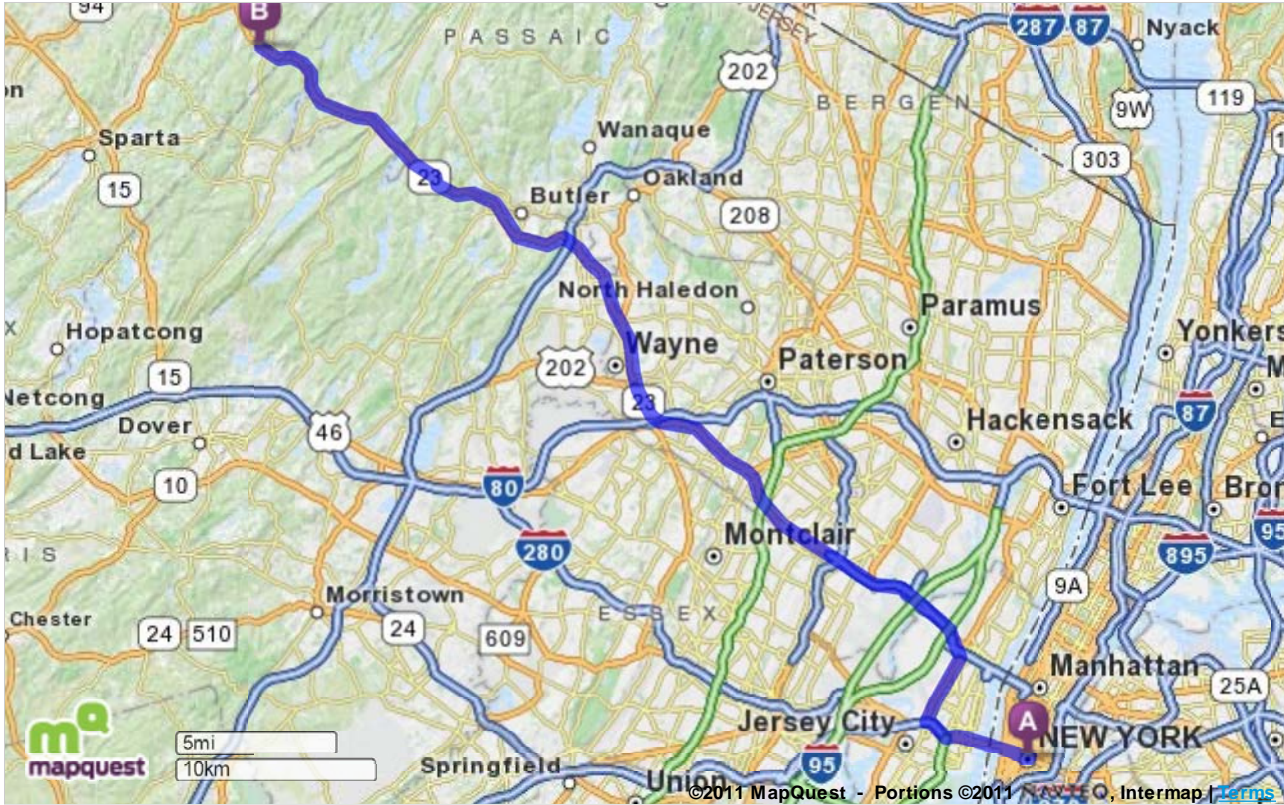 94
B
PASSAIC
JERSEY
287
87
Nyack
202
BERGEN
9W
119
Sparta
Wanaque
303
15
23
Butler
Oakland
208
North Haledon
Paramus
Hopatcong
Wayne
Paterson
Yonkers
15
202
23
87
Netcong
Dover
46
Hackensack
d Lake
10
80
Fort Lee
Bron
95
280
Montclair
895
RIS
Morristown
ESSEX
9A
Chester
24
510
24
609
Manhattan
25A
mapquest
5mi
10km
Jersey City
A
NEW YORK
Springfield
95
Union
©2011 MapQuest - Portions ©2011 NAVTEQ, Intermap | Terms